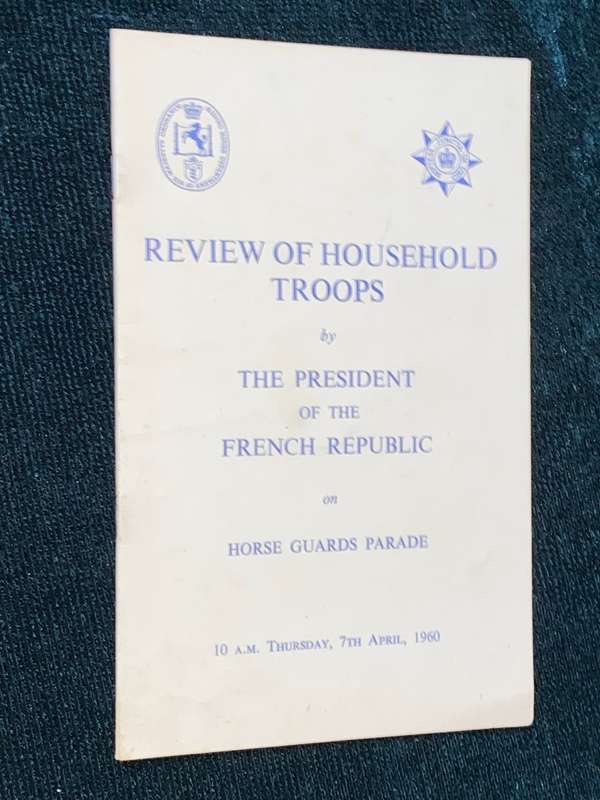 REVIEW OF HOUSEHOLD
TROOPS
by
THE PRESIDENT
OF THE
FRENCH REPUBLIC
on
HORSE GUARDS PARADE
10 A.M. THURSDAY, 7TH APRIL, 1960